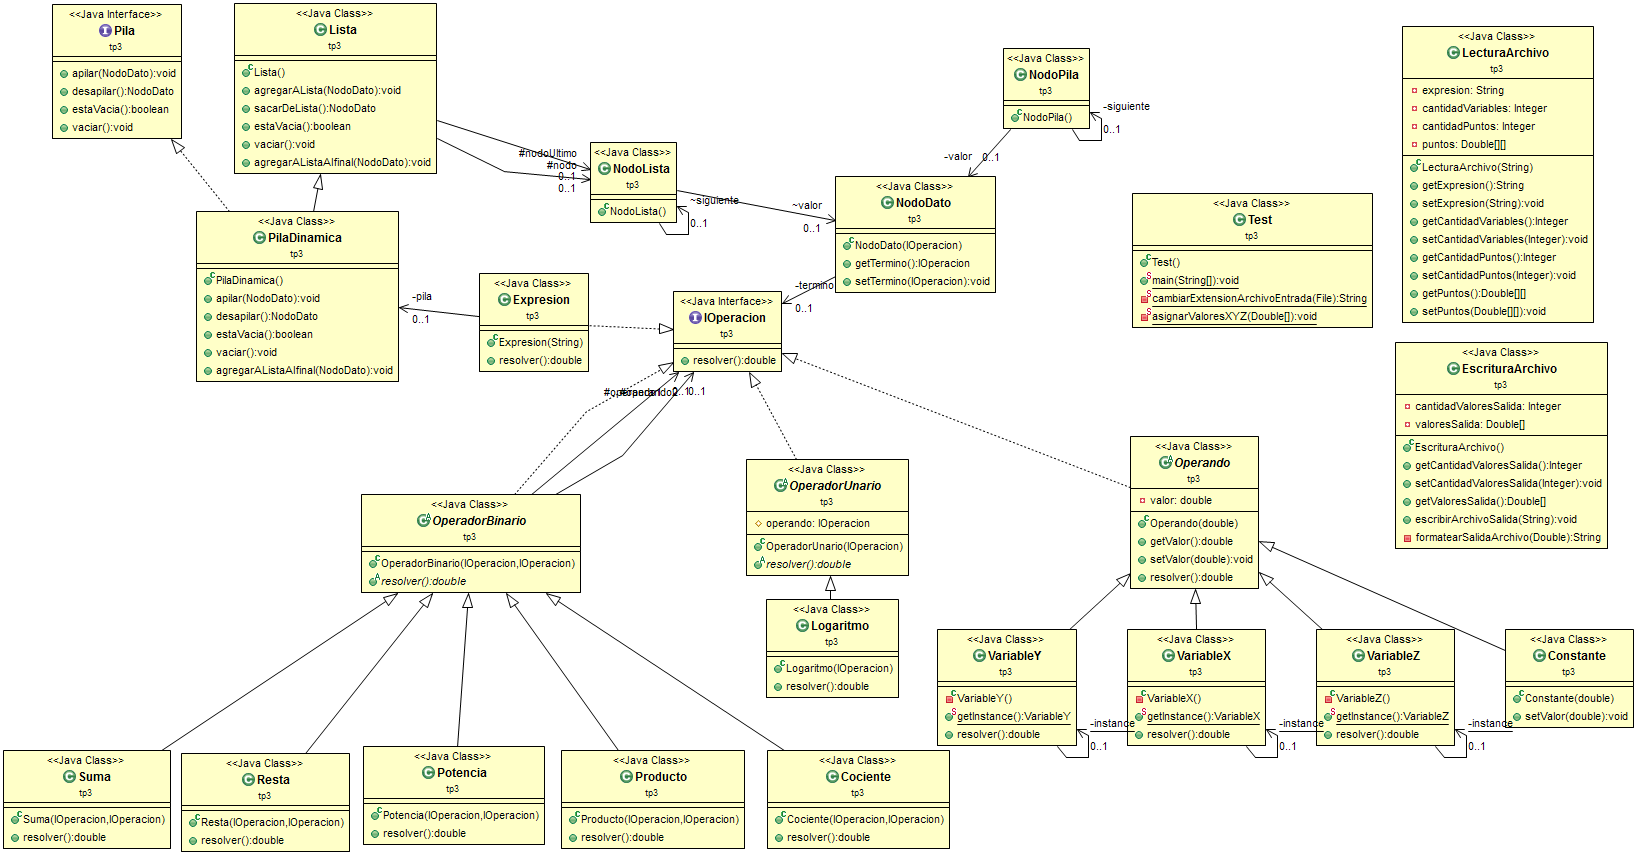 <<Java Interface>>
Pila
tp3
apilar(NodoDato):void
desapilar():NodoDato
estaVacia():boolean
vaciar():void
<<Java Class>>
Lista
tp3
Lista()
agregarALista(NodoDato):void
sacarDeLista():NodoDato
estaVacia():boolean
vaciar():void
agregarAListaAlfinal(NodoDato):void
<<Java Class>>
NodoPila
tp3
NodoPila()
-siguiente
0..1
-valor
0..1
<<Java Class>>
LecturaArchivo
tp3
expresion: String
cantidadVariables: Integer
cantidadPuntos: Integer
puntos: Double[][]
LecturaArchivo(String)
getExpresion():String
setExpresion(String):void
getCantidadVariables():Integer
setCantidadVariables(Integer):void
getCantidadPuntos():Integer
setCantidadPuntos(Integer):void
getPuntos():Double[][]
setPuntos(Double[][]):void
#nodoUltimo
#nodo
0..1
0..1
<<Java Class>>
NodoLista
tp3
NodoLista()
~siguiente
0..1
~valor
0..1
<<Java Class>>
NodoDato
tp3
NodoDato(IOperacion)
getTermino():IOperacion
setTermino(IOperacion):void
-termino
0..1
<<Java Class>>
Test
tp3
Test()
main(String[]):void
cambiarExtensionArchivoEntrada(File):String
asignarValoresXYZ(Double[]):void
<<Java Class>>
PilaDinamica
tp3
PilaDinamica()
apilar(NodoDato):void
desapilar():NodoDato
estaVacia():boolean
vaciar():void
agregarAListaAlfinal(NodoDato):void
-pila
0..1
<<Java Class>>
Expresion
tp3
Expresion(String)
resolver():double
<<Java Interface>>
IOperacion
tp3
resolver():double
0..1
<<Java Class>>
EscrituraArchivo
tp3
cantidadValoresSalida: Integer
valoresSalida: Double[]
EscrituraArchivo()
getCantidadValoresSalida():Integer
setCantidadValoresSalida(Integer):void
getValoresSalida():Double[]
escribirArchivoSalida(String):void
formatearSalidaArchivo(Double):String
<<Java Class>>
OperadorBinario
tp3
OperadorBinario(IOperacion,IOperacion)
resolver():double
<<Java Class>>
OperadorUnario
tp3
operando: IOperacion
OperadorUnario(IOperacion)
resolver():double
<<Java Class>>
Operando
tp3
valor: double
Operando(double)
getValor():double
setValor(double):void
resolver():double
<<Java Class>>
Logaritmo
tp3
Logaritmo(IOperacion)
resolver():double
<<Java Class>>
VariableY
tp3
VariableY()
getInstance():VariableY
resolver():double
-instance
0..1
<<Java Class>>
VariableX
tp3
VariableX()
getInstance():VariableX
resolver():double
-instance
0..1
<<Java Class>>
VariableZ
tp3
VariableZ()
getInstance():VariableZ
resolver():double
-instance
0..1
<<Java Class>>
Constante
tp3
Constante(double)
setValor(double):void
<<Java Class>>
Suma
tp3
Suma(IOperacion,IOperacion)
resolver():double
<<Java Class>>
Resta
tp3
Resta(IOperacion,IOperacion)
resolver():double
<<Java Class>>
Potencia
tp3
Potencia(IOperacion,IOperacion)
resolver():double
<<Java Class>>
Producto
tp3
Producto(IOperacion,IOperacion)
resolver():double
<<Java Class>>
Cociente
tp3
Cociente(IOperacion,IOperacion)
resolver():double